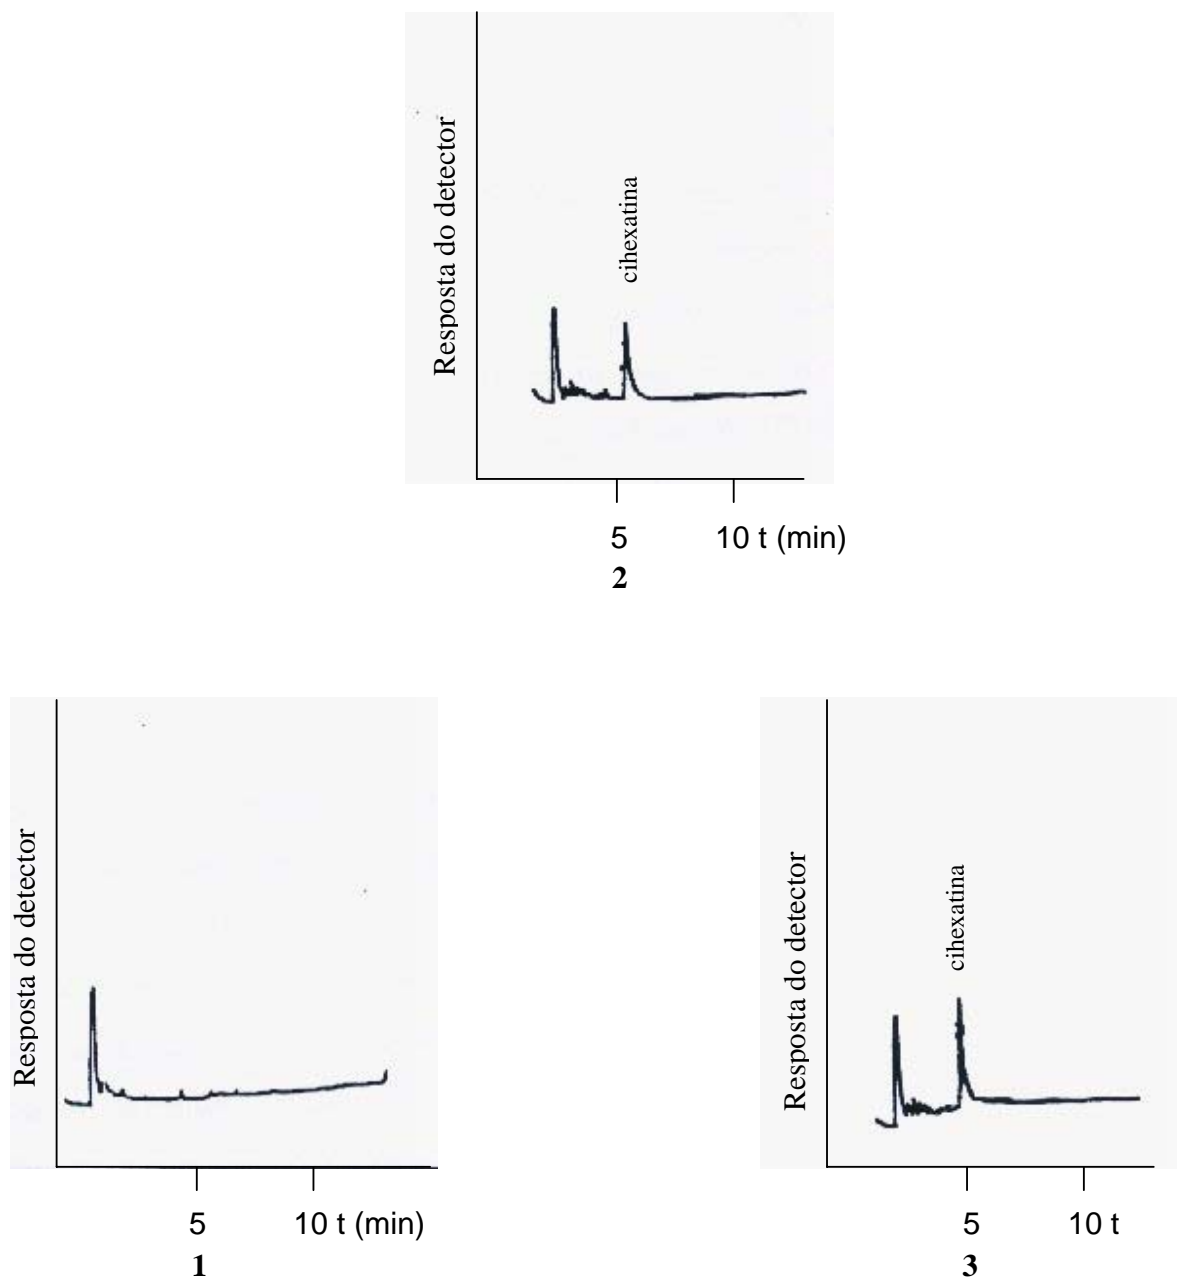 Resposta do detector
cihexatina
5 10 t (min)
2
Resposta do detector
5 10 t (min)
1
Resposta do detector
cihexatina
5 10 t
3